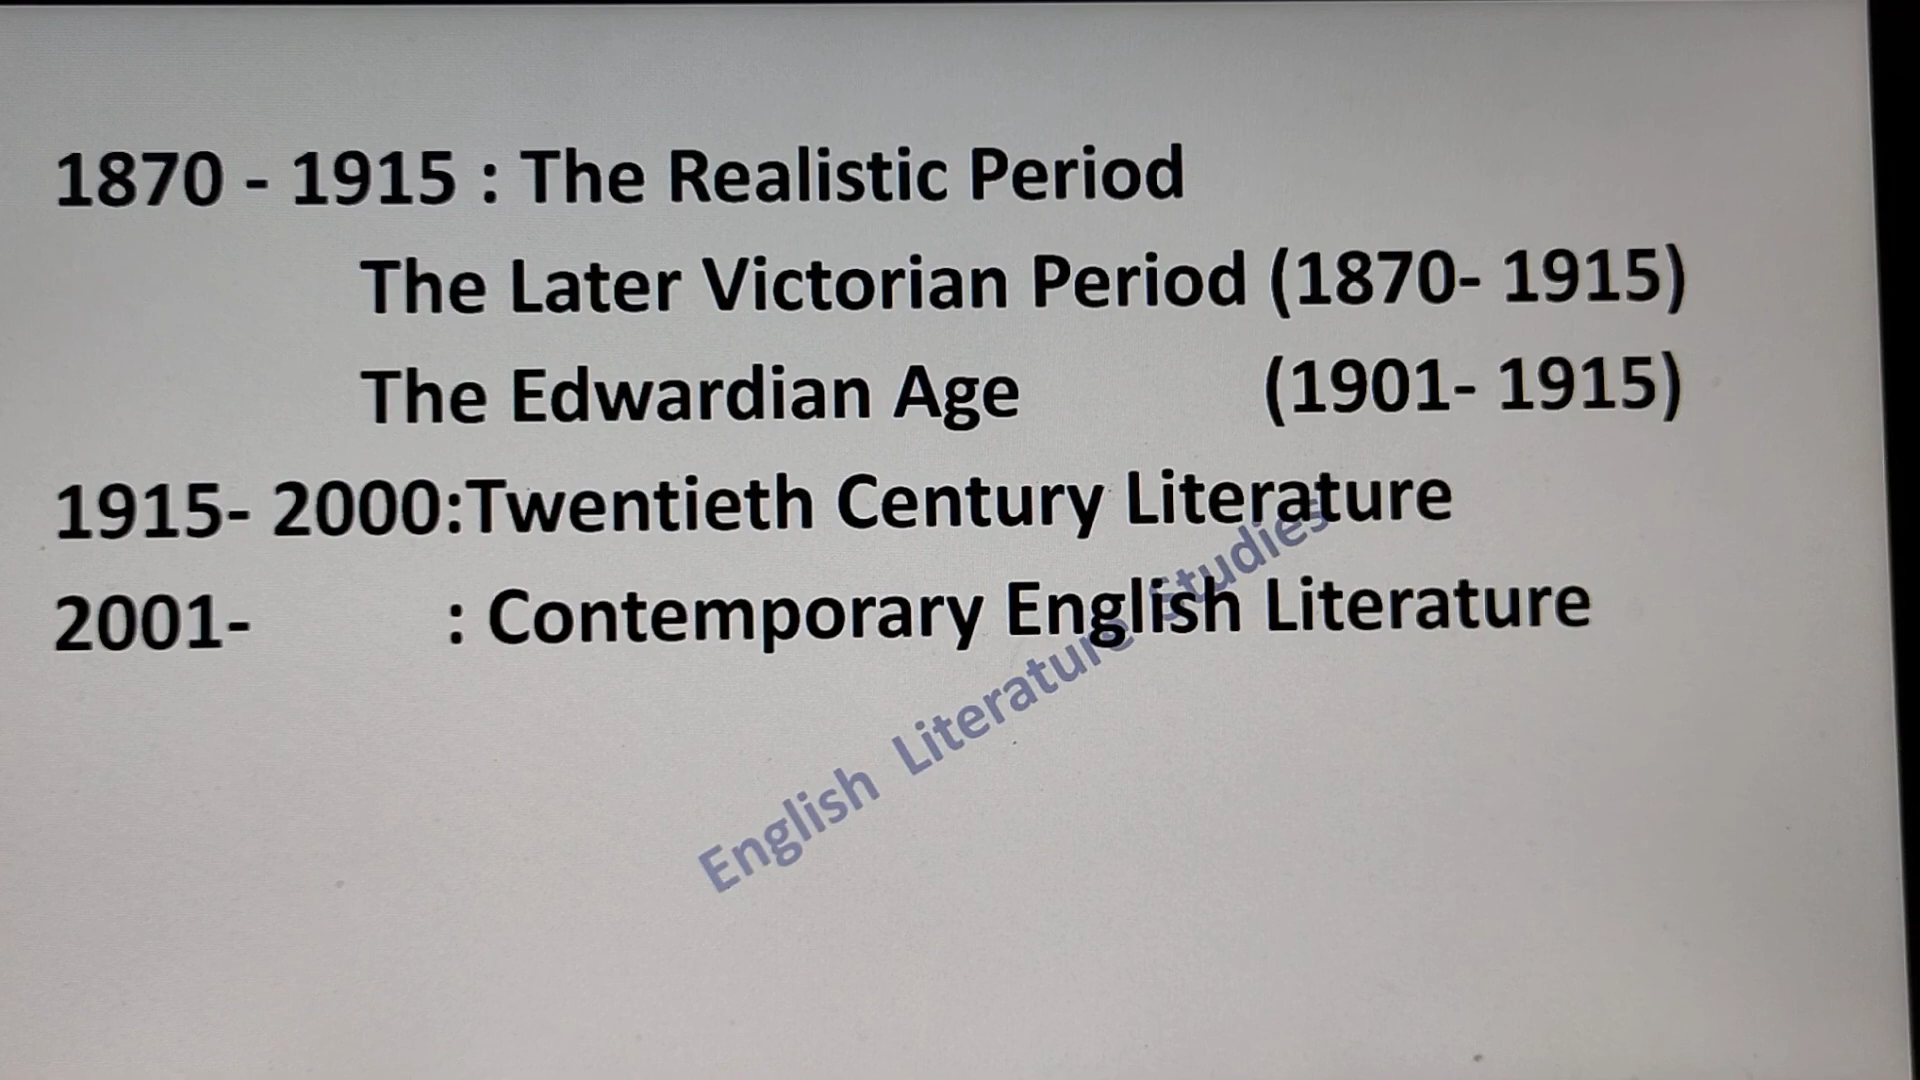 1870 - 1915 : The Realistic Period
The Later Victorian Period (1870- 1915)
The Edwardian Age (1901- 1915)
1915- 2000:Twentieth Century Literature
2001- : Contemporary English Literature
English Literature Studies